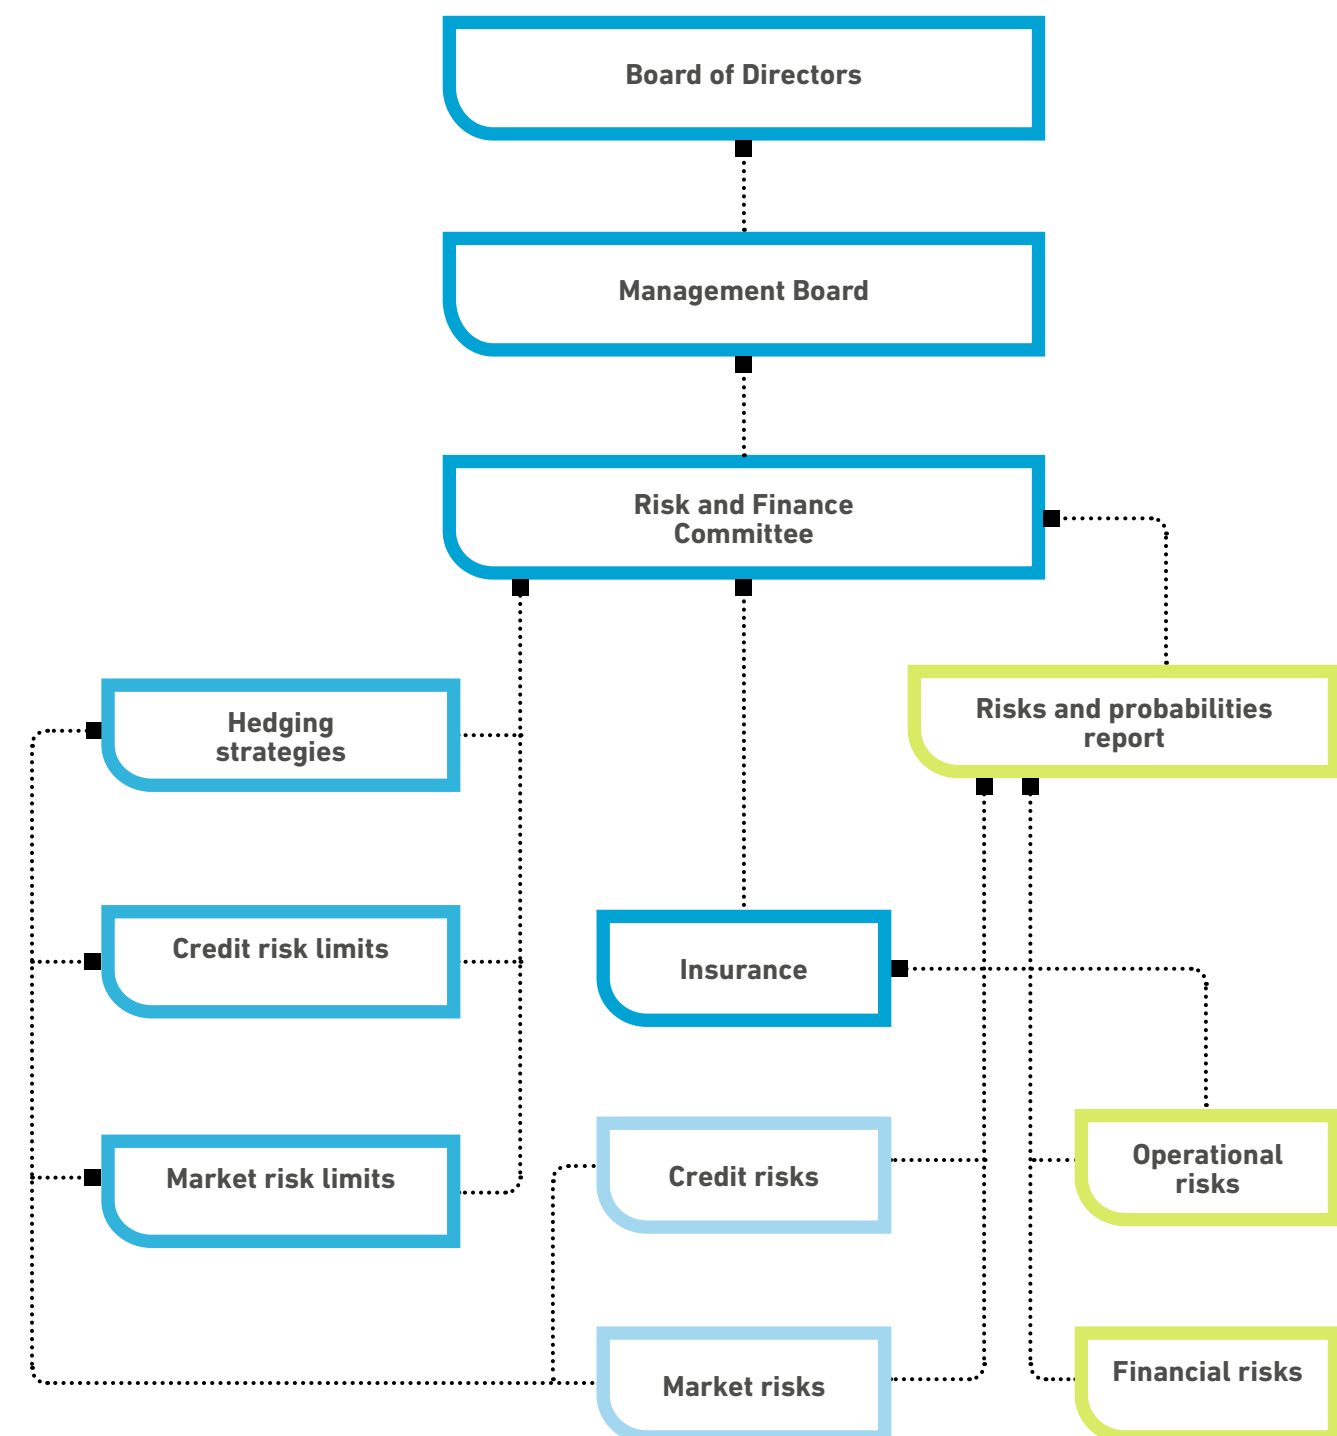 Board of Directors
Management Board
Risk and Finance
Committee
Hedging
strategies
Risks and probabilities
report
Credit risk limits
Insurance
Market risk limits
Credit risks
Operational
risks
Market risks
Financial risks